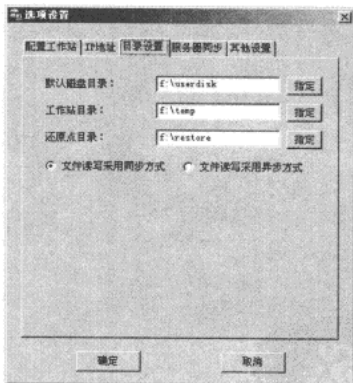 选项设置
配置工作站 IP地址 目录设置 服务器同步 其他设置
默认磁盘目录： f:\userdisk 指定
工作站目录： f:\temp 指定
还原点目录： f:\restore 指定
文件读写采用同步方式 文件读写采用异步方式
确定 取消